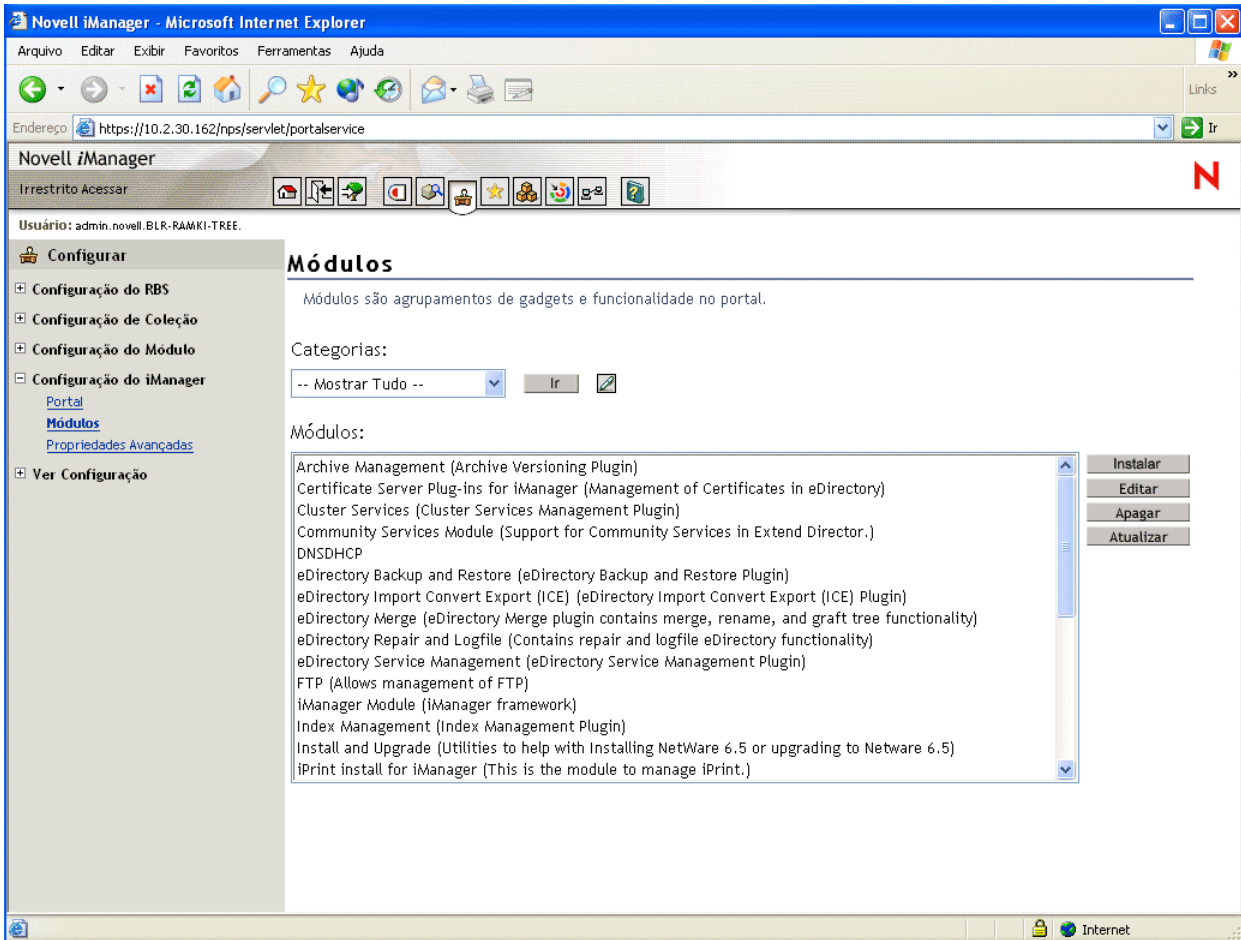 Novell iManager - Microsoft Internet Explorer
Arquivo Editar Exibir Favoritos Ferramentas Ajuda
Links
Endereço https://10.2.30.162/nps/servlet/portalservice Ir
Novell iManager
Irrestrito Acessar
N
Usuário: admin.novell.BLR-RAMKI-TREE.
Configurar
Configuração do RBS
Configuração de Coleção
Configuração do Módulo
Configuração do iManager
Portal
Módulos
Propriedades Avançadas
Ver Configuração
Módulos
Módulos são agrupamentos de gadgets e funcionalidade no portal.
Categorias:
-- Mostrar Tudo -- Ir
Módulos:
Archive Management (Archive Versioning Plugin)
Certificate Server Plug-ins for iManager (Management of Certificates in eDirectory)
Cluster Services (Cluster Services Management Plugin)
Community Services Module (Support for Community Services in Extend Director.)
DNSDHCP
eDirectory Backup and Restore (eDirectory Backup and Restore Plugin)
eDirectory Import Convert Export (ICE) (eDirectory Import Convert Export (ICE) Plugin)
eDirectory Merge (eDirectory Merge plugin contains merge, rename, and graft tree functionality)
eDirectory Repair and Logfile (Contains repair and logfile eDirectory functionality)
eDirectory Service Management (eDirectory Service Management Plugin)
FTP (Allows management of FTP)
iManager Module (iManager framework)
Index Management (Index Management Plugin)
Install and Upgrade (Utilities to help with Installing NetWare 6.5 or upgrading to Netware 6.5)
iPrint install for iManager (This is the module to manage iPrint.)
Instalar
Editar
Apagar
Atualizar
Internet